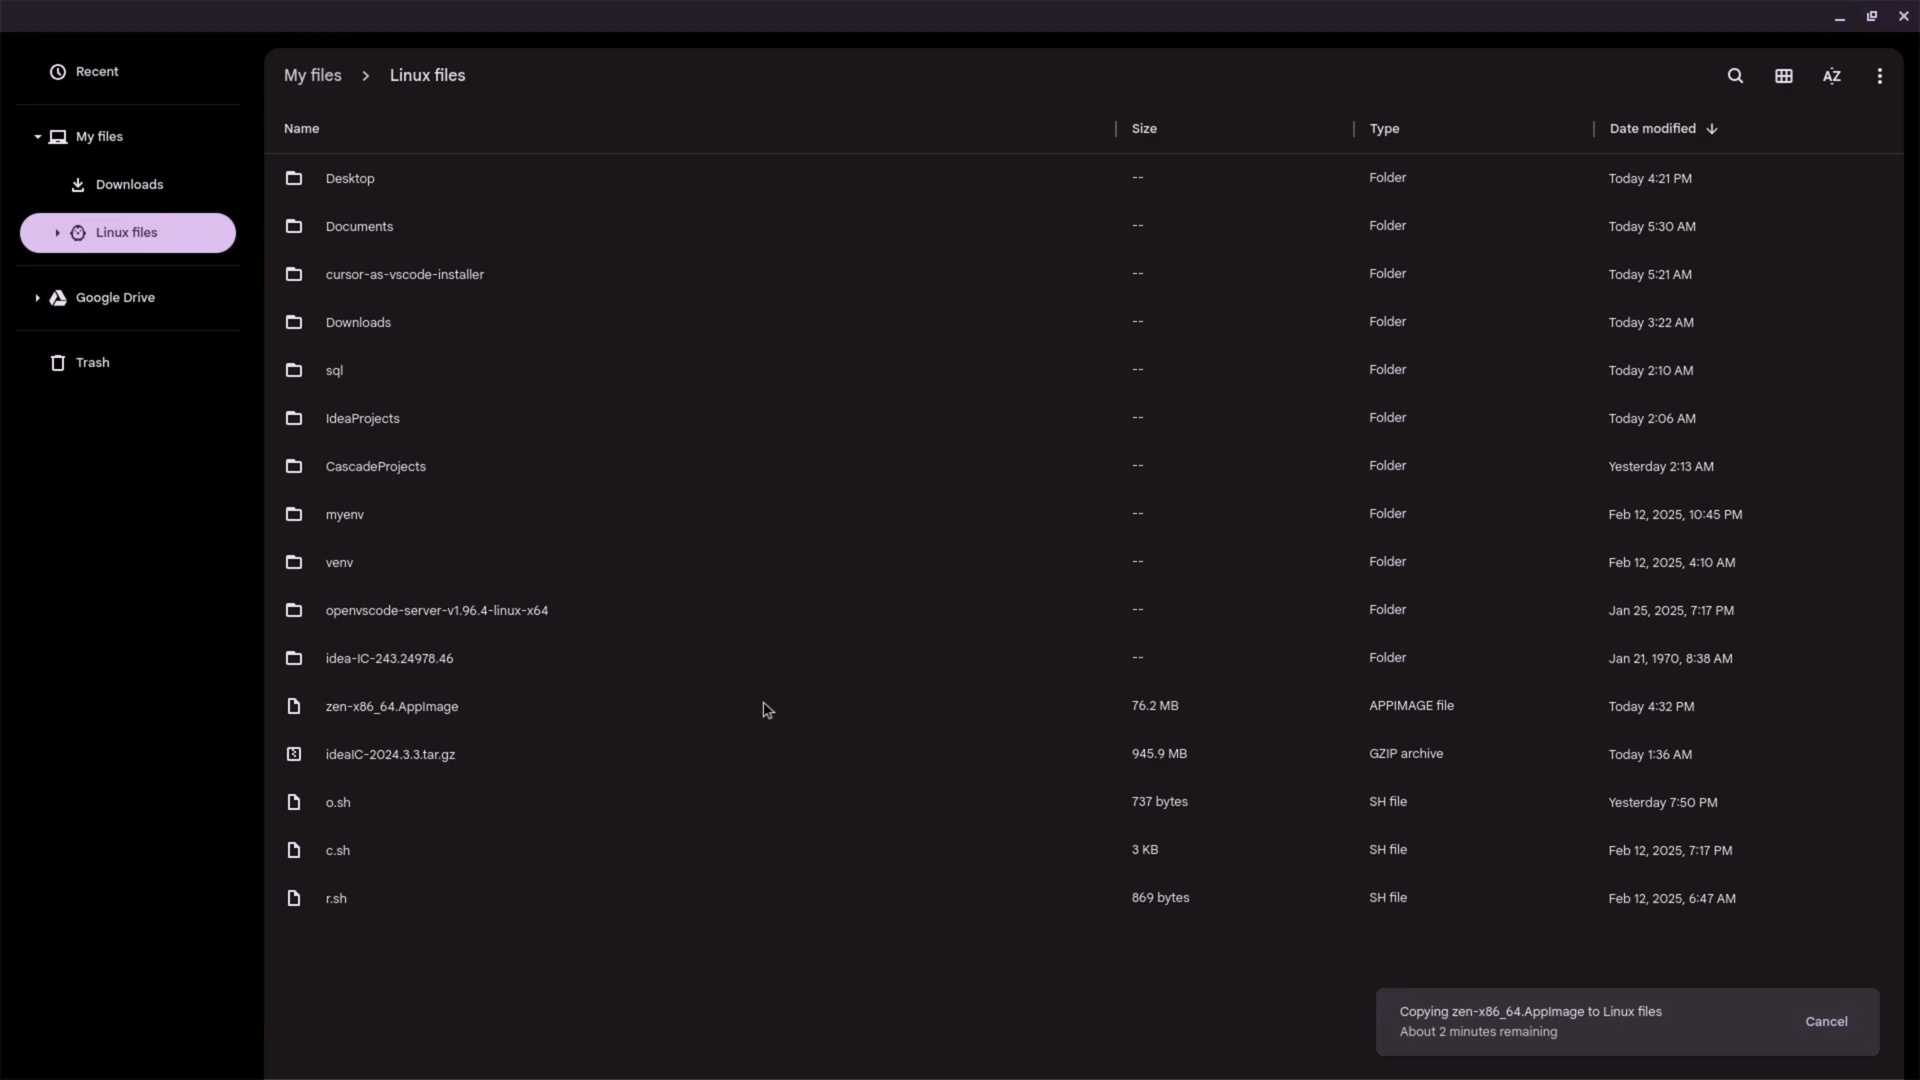 Recent
My files
Downloads
Linux files
Google Drive
Trash
My files Linux files
AZ
Name Size Type Date modified
Desktop -- Folder Today 4:21 PM
Documents -- Folder Today 5:30 AM
cursor-as-vscode-installer -- Folder Today 5:21 AM
Downloads -- Folder Today 3:22 AM
sql -- Folder Today 2:10 AM
IdeaProjects -- Folder Today 2:06 AM
CascadeProjects -- Folder Yesterday 2:13 AM
myenv -- Folder Feb 12, 2025, 10:45 PM
venv -- Folder Feb 12, 2025, 4:10 AM
openvscode-server-v1.96.4-linux-x64 -- Folder Jan 25, 2025, 7:17 PM
idea-IC-243.24978.46 -- Folder Jan 21, 1970, 8:38 AM
zen-x86_64.AppImage 76.2 MB APPIMAGE file Today 4:32 PM
ideaIC-2024.3.3.tar.gz 945.9 MB GZIP archive Today 1:36 AM
o.sh 737 bytes SH file Yesterday 7:50 PM
c.sh 3 KB SH file Feb 12, 2025, 7:17 PM
r.sh 869 bytes SH file Feb 12, 2025, 6:47 AM
Copying zen-x86_64.AppImage to Linux files
About 2 minutes remaining
Cancel